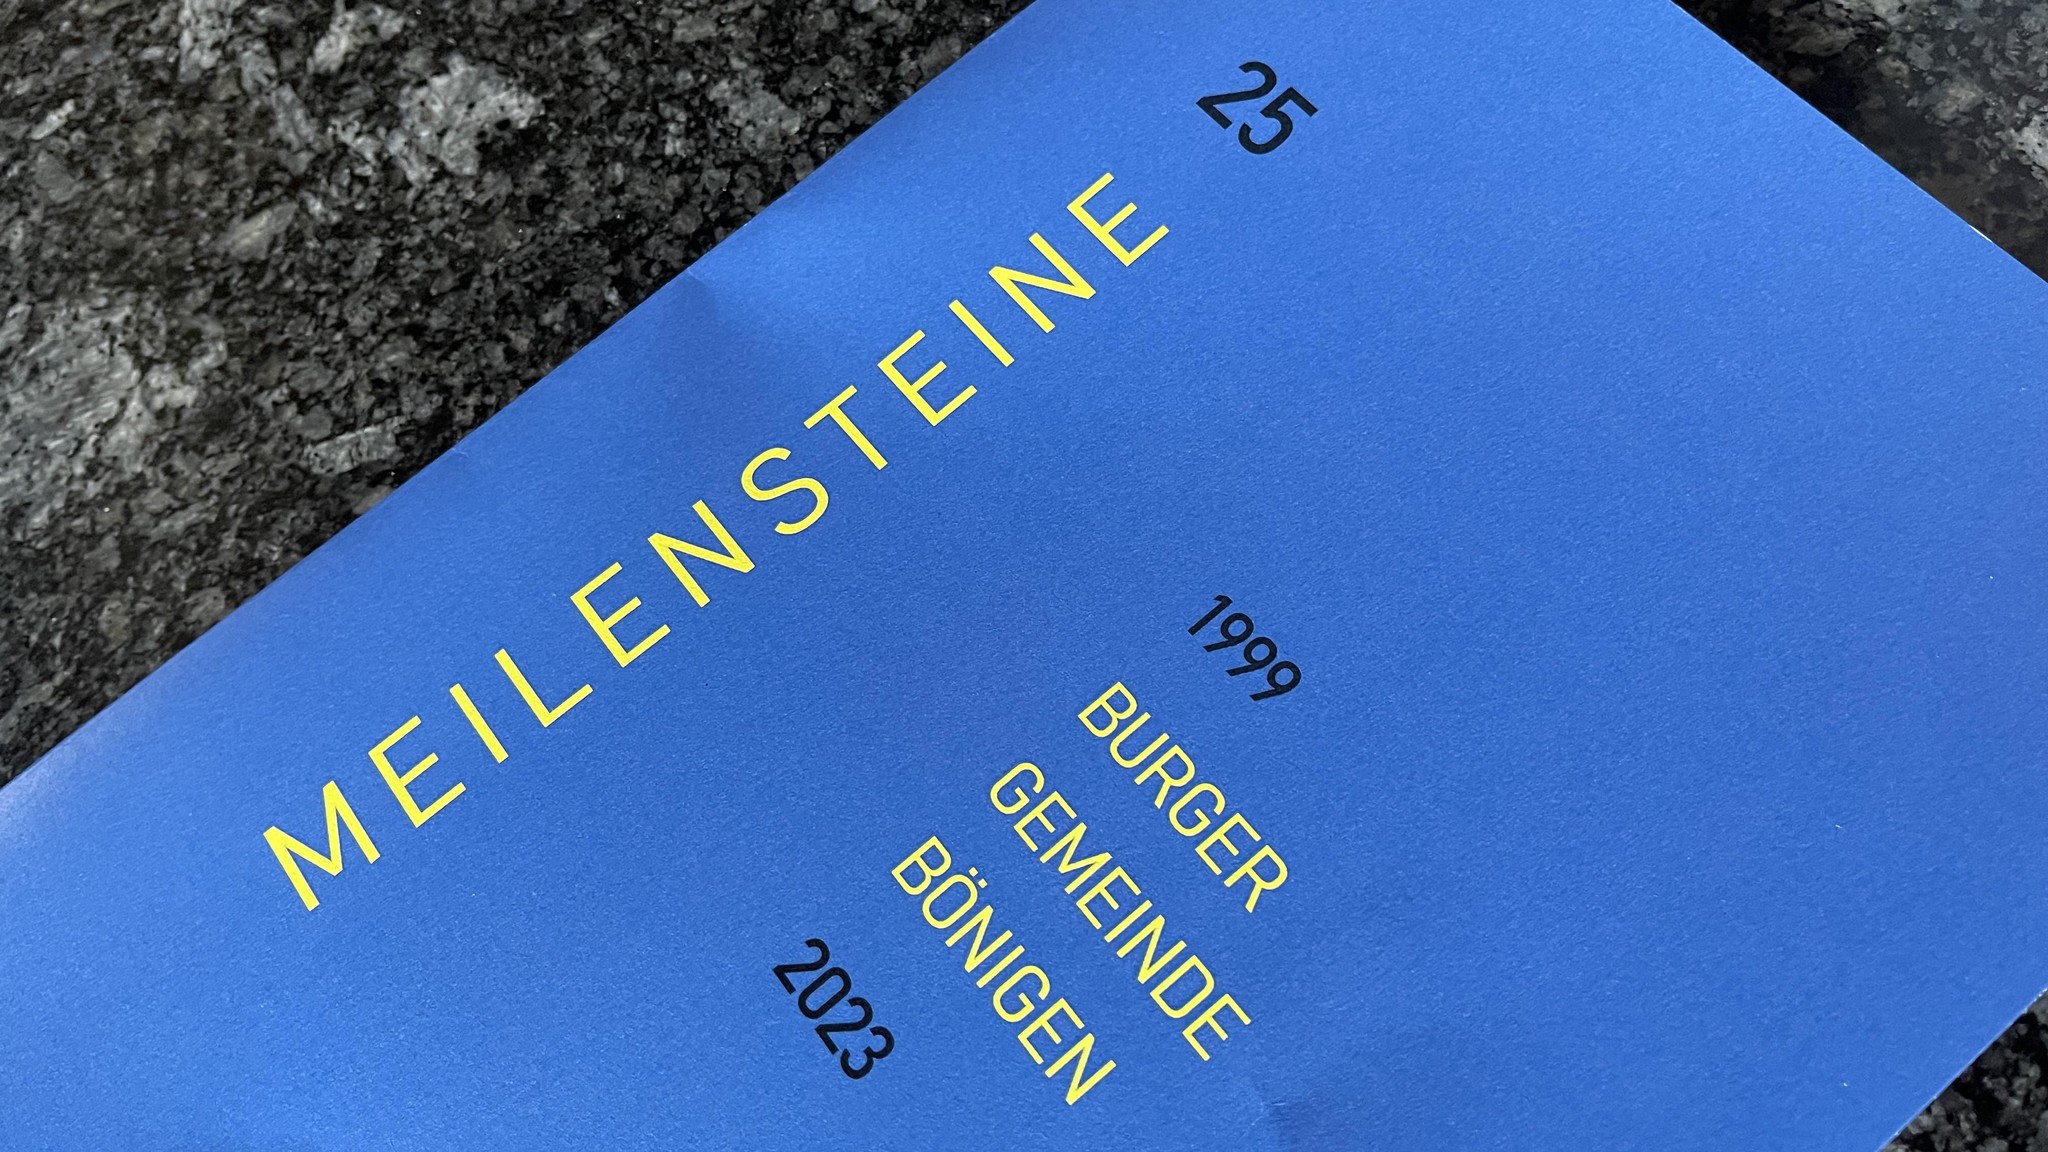 25
MEILENSTEINE
1999
BURGER
GEMEINDE
BÖNIGEN
2023